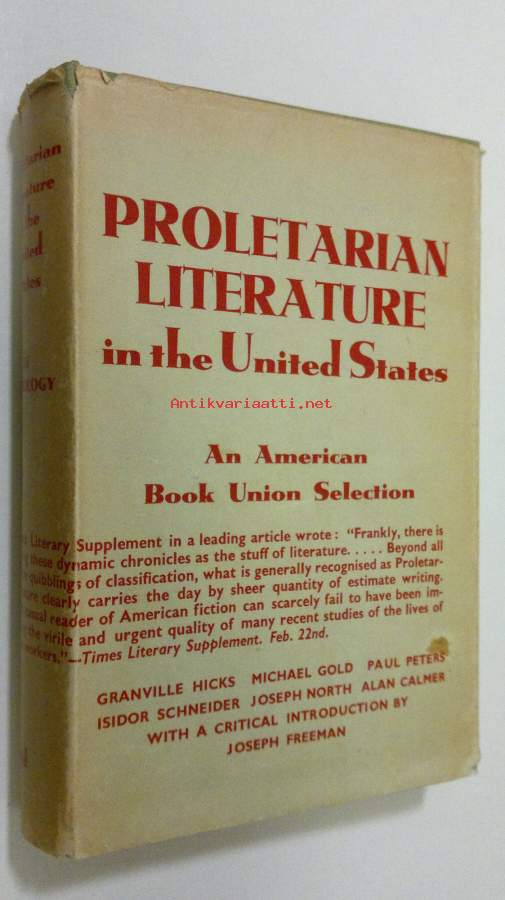 PROLETARIAN
LITERATURE
in the United States
Antikvariaatti.net
An American
Book Union Selection
Literary Supplement in a leading article wrote: "Frankly, there is
these dynamic chronicles as the stuff of literature. .... Beyond all
quibblings of classification, what is generally recognised as Proletar-
clearly carries the day by sheer quantity of estimate writing.
reader of American fiction can scarcely fail to have been im-
the virile and urgent quality of many recent studies of the lives of
workers."—Times Literary Supplement. Feb. 22nd.
GRANVILLE HICKS MICHAEL GOLD PAUL PETERS
ISIDOR SCHNEIDER JOSEPH NORTH ALAN CALMER
WITH A CRITICAL INTRODUCTION BY
JOSEPH FREEMAN